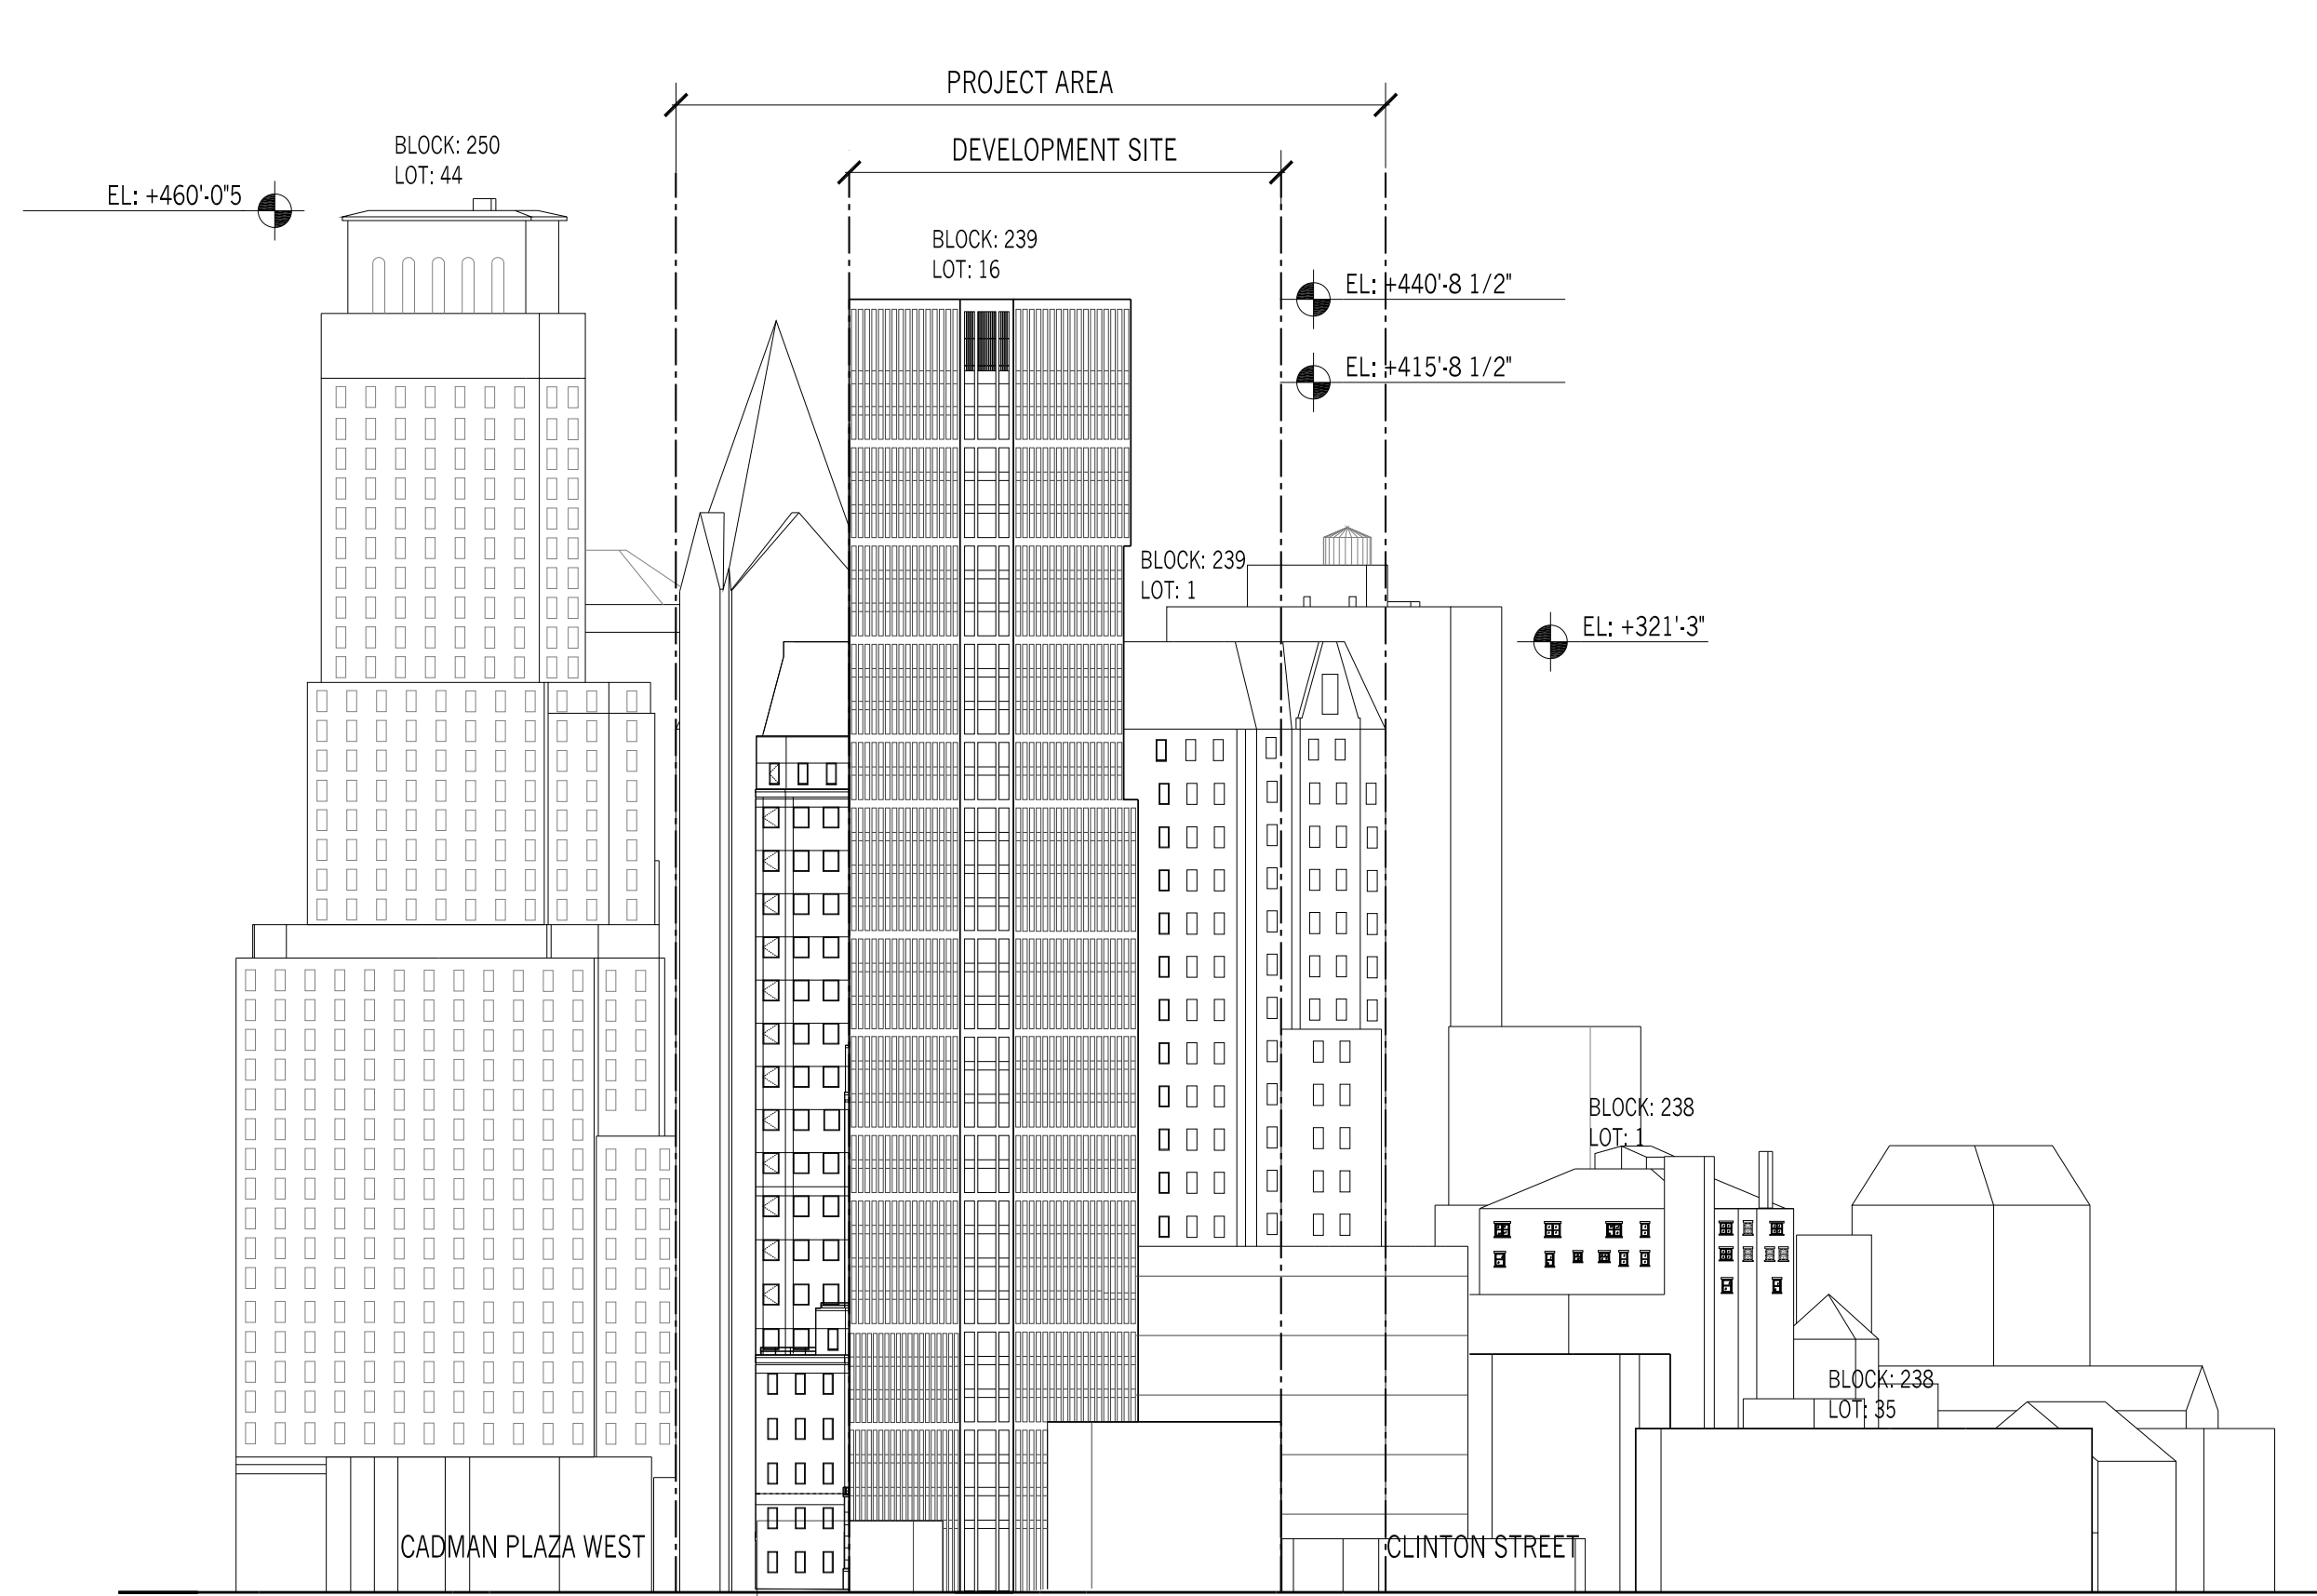 PROJECT AREA
DEVELOPMENT SITE
BLOCK: 250
LOT: 44
EL: +460'-0"5
BLOCK: 239
LOT: 16
EL: +440'-8 1/2"
EL: +415'-8 1/2"
BLOCK: 239
LOT: 1
EL: +321'-3"
BLOCK: 238
LOT: 1
BLOCK: 238
LOT: 35
CADMAN PLAZA WEST
CLINTON STREET